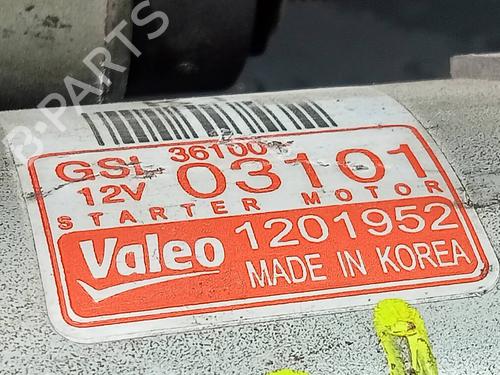 B-PARTS
GSL 36100
12V 03101
STARTER MOTOR
Valeo 1201952
MADE IN KOREA